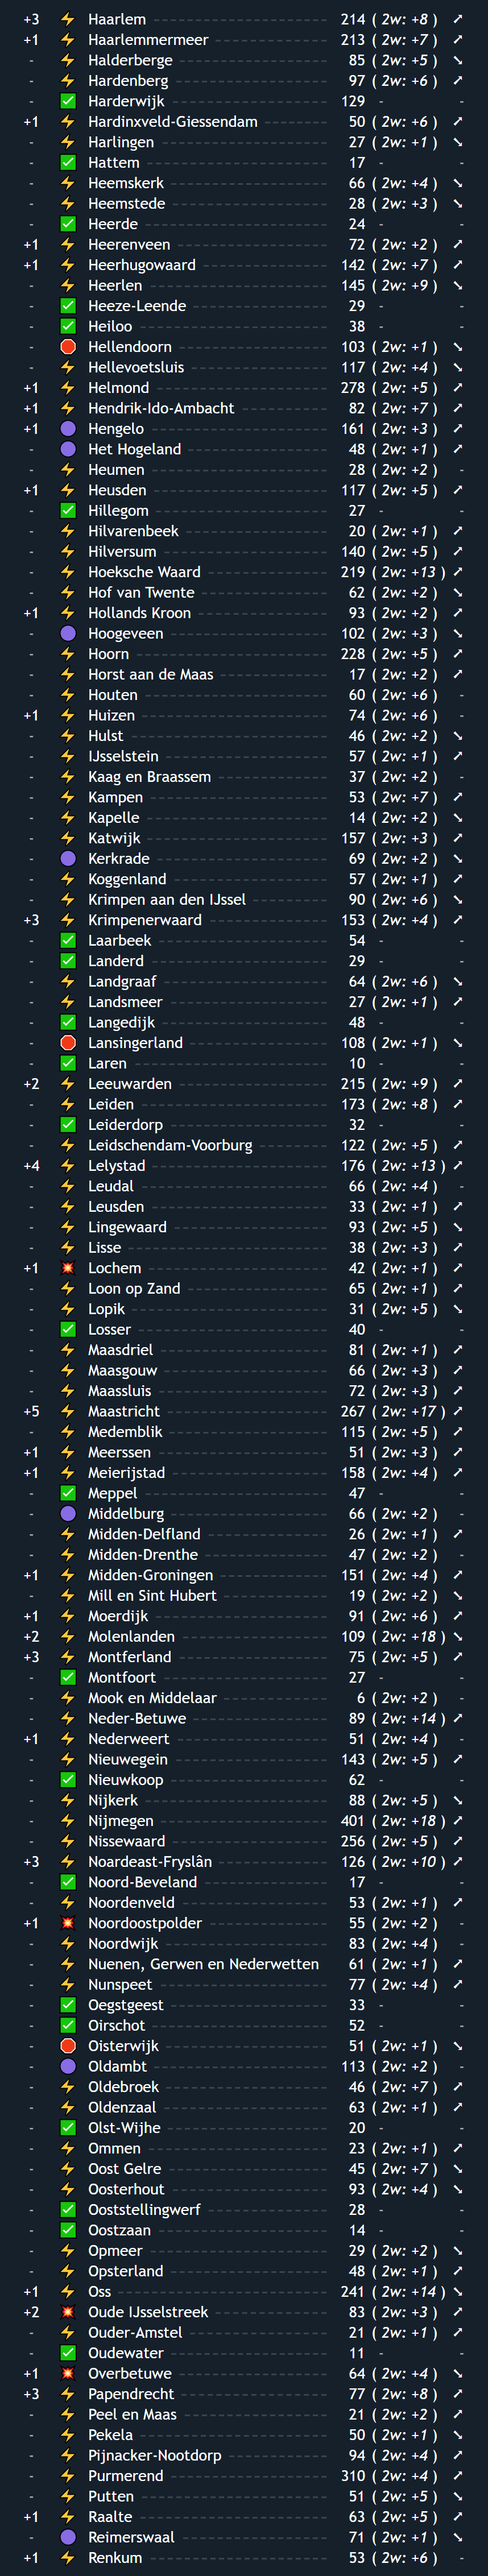 +3 ⚡ Haarlem 214 ( 2w: +8 ) ➚
+1 ⚡ Haarlemmermeer 213 ( 2w: +7 ) ➚
- ⚡ Halderberge 85 ( 2w: +5 ) ➘
- ⚡ Hardenberg 97 ( 2w: +6 ) ➚
- ✅ Harderwijk 129 - -
+1 ⚡ Hardinxveld-Giessendam 50 ( 2w: +6 ) ➚
- ⚡ Harlingen 27 ( 2w: +1 ) ➘
- ✅ Hattem 17 - -
- ⚡ Heemskerk 66 ( 2w: +4 ) ➘
- ⚡ Heemstede 28 ( 2w: +3 ) ➘
- ✅ Heerde 24 - -
+1 ⚡ Heerenveen 72 ( 2w: +2 ) ➚
+1 ⚡ Heerhugowaard 142 ( 2w: +7 ) ➚
- ⚡ Heerlen 145 ( 2w: +9 ) ➘
- ✅ Heeze-Leende 29 - -
- ✅ Heiloo 38 - -
- 🛑 Hellendoorn 103 ( 2w: +1 ) ➘
- ⚡ Hellevoetsluis 117 ( 2w: +4 ) ➘
+1 ⚡ Helmond 278 ( 2w: +5 ) ➚
+1 ⚡ Hendrik-Ido-Ambacht 82 ( 2w: +7 ) ➚
+1 🟣 Hengelo 161 ( 2w: +3 ) ➚
- 🟣 Het Hogeland 48 ( 2w: +1 ) ➚
- ⚡ Heumen 28 ( 2w: +2 ) -
+1 ⚡ Heusden 117 ( 2w: +5 ) ➚
- ✅ Hillegom 27 - -
- ⚡ Hilvarenbeek 20 ( 2w: +1 ) ➚
- ⚡ Hilversum 140 ( 2w: +5 ) ➚
- ⚡ Hoeksche Waard 219 ( 2w: +13 ) ➚
- ⚡ Hof van Twente 62 ( 2w: +2 ) ➘
+1 ⚡ Hollands Kroon 93 ( 2w: +2 ) ➚
- 🟣 Hoogeveen 102 ( 2w: +3 ) ➘
- ⚡ Hoorn 228 ( 2w: +5 ) ➚
- ⚡ Horst aan de Maas 17 ( 2w: +2 ) ➚
- ⚡ Houten 60 ( 2w: +6 ) -
+1 ⚡ Huizen 74 ( 2w: +6 ) -
- ⚡ Hulst 46 ( 2w: +2 ) ➘
- ⚡ IJsselstein 57 ( 2w: +1 ) ➚
- ⚡ Kaag en Braassem 37 ( 2w: +2 ) -
- ⚡ Kampen 53 ( 2w: +7 ) ➚
- ⚡ Kapelle 14 ( 2w: +2 ) ➘
- ⚡ Katwijk 157 ( 2w: +3 ) ➚
- 🟣 Kerkrade 69 ( 2w: +2 ) ➘
- ⚡ Koggenland 57 ( 2w: +1 ) ➚
- ⚡ Krimpen aan den IJssel 90 ( 2w: +6 ) ➘
+3 ⚡ Krimpenerwaard 153 ( 2w: +4 ) ➚
- ✅ Laarbeek 54 - -
- ✅ Landerd 29 - -
- ⚡ Landgraaf 64 ( 2w: +6 ) ➘
- ⚡ Landsmeer 27 ( 2w: +1 ) ➚
- ✅ Langedijk 48 - -
- 🛑 Lansingerland 108 ( 2w: +1 ) ➘
- ✅ Laren 10 - -
+2 ⚡ Leeuwarden 215 ( 2w: +9 ) ➚
- ⚡ Leiden 173 ( 2w: +8 ) ➚
- ✅ Leiderdorp 32 - -
- ⚡ Leidschendam-Voorburg 122 ( 2w: +5 ) ➚
+4 ⚡ Lelystad 176 ( 2w: +13 ) ➚
- ⚡ Leudal 66 ( 2w: +4 ) -
- ⚡ Leusden 33 ( 2w: +1 ) ➚
- ⚡ Lingewaard 93 ( 2w: +5 ) ➘
- ⚡ Lisse 38 ( 2w: +3 ) ➚
+1 💥 Lochem 42 ( 2w: +1 ) ➚
- ⚡ Loon op Zand 65 ( 2w: +1 ) ➚
- ⚡ Lopik 31 ( 2w: +5 ) ➘
- ✅ Losser 40 - -
- ⚡ Maasdriel 81 ( 2w: +1 ) ➚
- ⚡ Maasgouw 66 ( 2w: +3 ) ➚
- ⚡ Maassluis 72 ( 2w: +3 ) ➚
+5 ⚡ Maastricht 267 ( 2w: +17 ) ➚
- ⚡ Medemblik 115 ( 2w: +5 ) ➚
+1 ⚡ Meerssen 51 ( 2w: +3 ) ➚
+1 ⚡ Meierijstad 158 ( 2w: +4 ) ➚
- ✅ Meppel 47 - -
- 🟣 Middelburg 66 ( 2w: +2 ) -
- ⚡ Midden-Delfland 26 ( 2w: +1 ) ➚
- ⚡ Midden-Drenthe 47 ( 2w: +2 ) -
+1 ⚡ Midden-Groningen 151 ( 2w: +4 ) ➚
- ⚡ Mill en Sint Hubert 19 ( 2w: +2 ) ➘
+1 ⚡ Moerdijk 91 ( 2w: +6 ) ➚
+2 ⚡ Molenlanden 109 ( 2w: +18 ) ➘
+3 ⚡ Montferland 75 ( 2w: +5 ) ➚
- ✅ Montfoort 27 - -
- ⚡ Mook en Middelaar 6 ( 2w: +2 ) -
- ⚡ Neder-Betuwe 89 ( 2w: +14 ) ➚
+1 ⚡ Nederweert 51 ( 2w: +4 ) -
- ⚡ Nieuwegein 143 ( 2w: +5 ) ➚
- ✅ Nieuwkoop 62 - -
- ⚡ Nijkerk 88 ( 2w: +5 ) ➘
- ⚡ Nijmegen 401 ( 2w: +18 ) ➚
- ⚡ Nissewaard 256 ( 2w: +5 ) ➚
+3 ⚡ Noardeast-Fryslân 126 ( 2w: +10 ) ➚
- ✅ Noord-Beveland 17 - -
- ⚡ Noordenveld 53 ( 2w: +1 ) ➚
+1 💥 Noordoostpolder 55 ( 2w: +2 ) -
- ⚡ Noordwijk 83 ( 2w: +4 ) -
- ⚡ Nuenen, Gerwen en Nederwetten 61 ( 2w: +1 ) ➚
- ⚡ Nunspeet 77 ( 2w: +4 ) ➚
- ✅ Oegstgeest 33 - -
- ✅ Oirschot 52 - -
- 🛑 Oisterwijk 51 ( 2w: +1 ) ➘
- 🟣 Oldambt 113 ( 2w: +2 ) -
- ⚡ Oldebroek 46 ( 2w: +7 ) ➚
- ⚡ Oldenzaal 63 ( 2w: +1 ) ➚
- ✅ Olst-Wijhe 20 - -
- ⚡ Ommen 23 ( 2w: +1 ) ➚
- ⚡ Oost Gelre 45 ( 2w: +7 ) ➘
- ⚡ Oosterhout 93 ( 2w: +4 ) ➘
- ✅ Ooststellingwerf 28 - -
- ✅ Oostzaan 14 - -
- ⚡ Opmeer 29 ( 2w: +2 ) ➘
- ⚡ Opsterland 48 ( 2w: +1 ) ➚
+1 ⚡ Oss 241 ( 2w: +14 ) ➘
+2 💥 Oude IJsselstreek 83 ( 2w: +3 ) ➚
- ⚡ Ouder-Amstel 21 ( 2w: +1 ) ➚
- ✅ Oudewater 11 - -
+1 💥 Overbetuwe 64 ( 2w: +4 ) ➘
+3 ⚡ Papendrecht 77 ( 2w: +8 ) ➚
- ⚡ Peel en Maas 21 ( 2w: +2 ) ➚
- ⚡ Pekela 50 ( 2w: +1 ) ➘
- ⚡ Pijnacker-Nootdorp 94 ( 2w: +4 ) ➚
- ⚡ Purmerend 310 ( 2w: +4 ) ➚
- ⚡ Putten 51 ( 2w: +5 ) ➘
+1 ⚡ Raalte 63 ( 2w: +5 ) ➚
- 🟣 Reimerswaal 71 ( 2w: +1 ) ➘
+1 ⚡ Renkum 53 ( 2w: +6 ) -